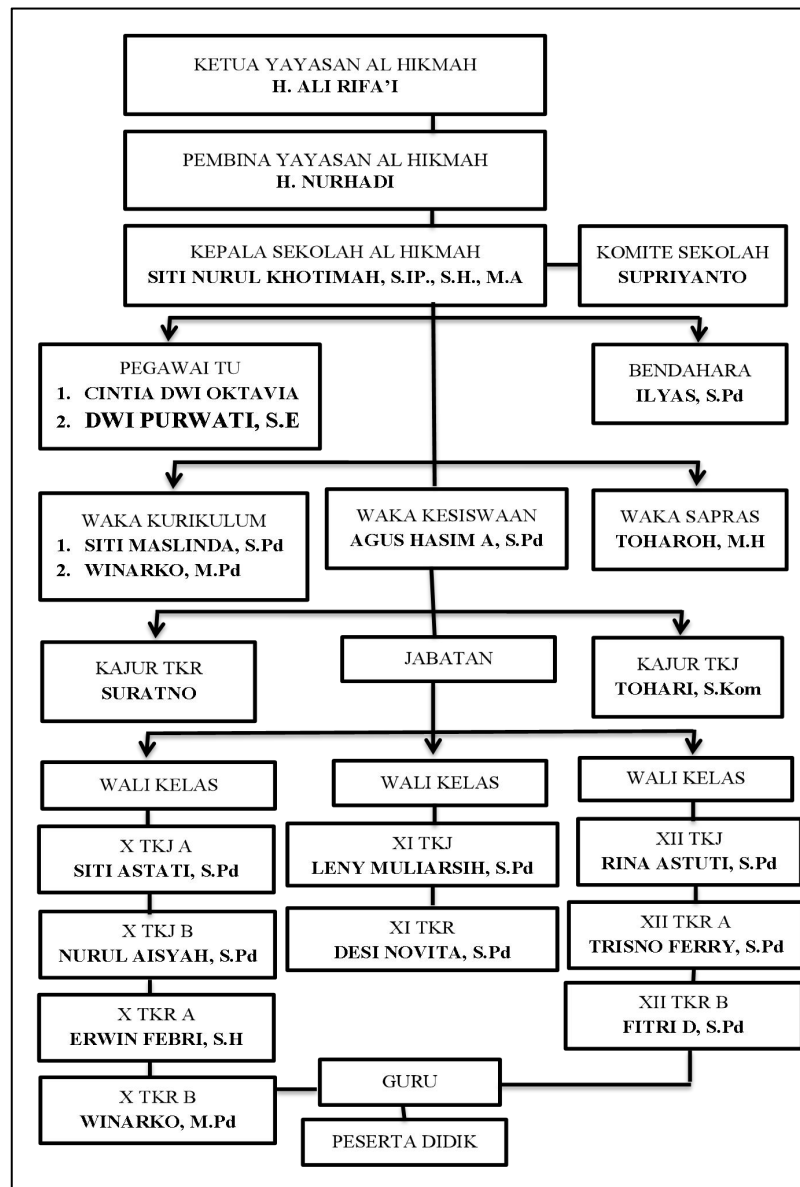 KETUA YAYASAN AL HIKMAH
H. ALI RIFA’I
PEMBINA YAYASAN AL HIKMAH
H. NURHADI
KEPALA SEKOLAH AL HIKMAH
SITI NURUL KHOTIMAH, S.IP., S.H., M.A
KOMITE SEKOLAH
SUPRIYANTO
PEGAWAI TU
1. CINTIA DWI OKTAVIA
2. DWI PURWATI, S.E
BENDAHARA
ILYAS, S.Pd
WAKA KURIKULUM
1. SITI MASLINDA, S.Pd
2. WINARKO, M.Pd
WAKA KESISWAAN
AGUS HASIM A, S.Pd
WAKA SAPRAS
TOHAROH, M.H
KAJUR TKR
SURATNO
JABATAN
KAJUR TKJ
TOHARI, S.Kom
WALI KELAS
X TKJ A
SITI ASTATI, S.Pd
X TKJ B
NURUL AISYAH, S.Pd
X TKR A
ERWIN FEBRI, S.H
X TKR B
WINARKO, M.Pd
WALI KELAS
XI TKJ
LENY MULIARSIH, S.Pd
XI TKR
DESI NOVITA, S.Pd
WALI KELAS
XII TKJ
RINA ASTUTI, S.Pd
XII TKR A
TRISNO FERRY, S.Pd
XII TKR B
FITRI D, S.Pd
GURU
PESERTA DIDIK